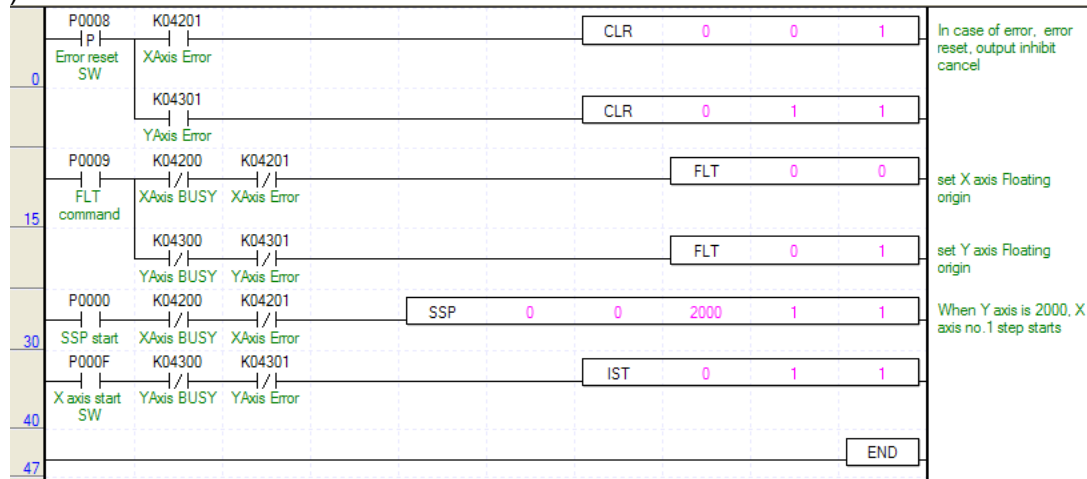 )
P0008 K04201
P CLR 0 0 1
Error reset SW XAxis Error
In case of error, error
reset, output inhibit
cancel
0
K04301
CLR 0 1 1
YAxis Error
P0009 K04200 K04201
FLT 0 0
FLT command XAxis BUSY XAxis Error
set X axis Floating
origin
15
K04300 K04301
FLT 0 1
YAxis BUSY YAxis Error
set Y axis Floating
origin
P0000 K04200 K04201
SSP 0 0 2000 1 1
SSP start XAxis BUSY XAxis Error
When Y axis is 2000, X
axis no.1 step starts
30
P000F K04300 K04301
IST 0 1 1
X axis start SW YAxis BUSY YAxis Error
40
END
47